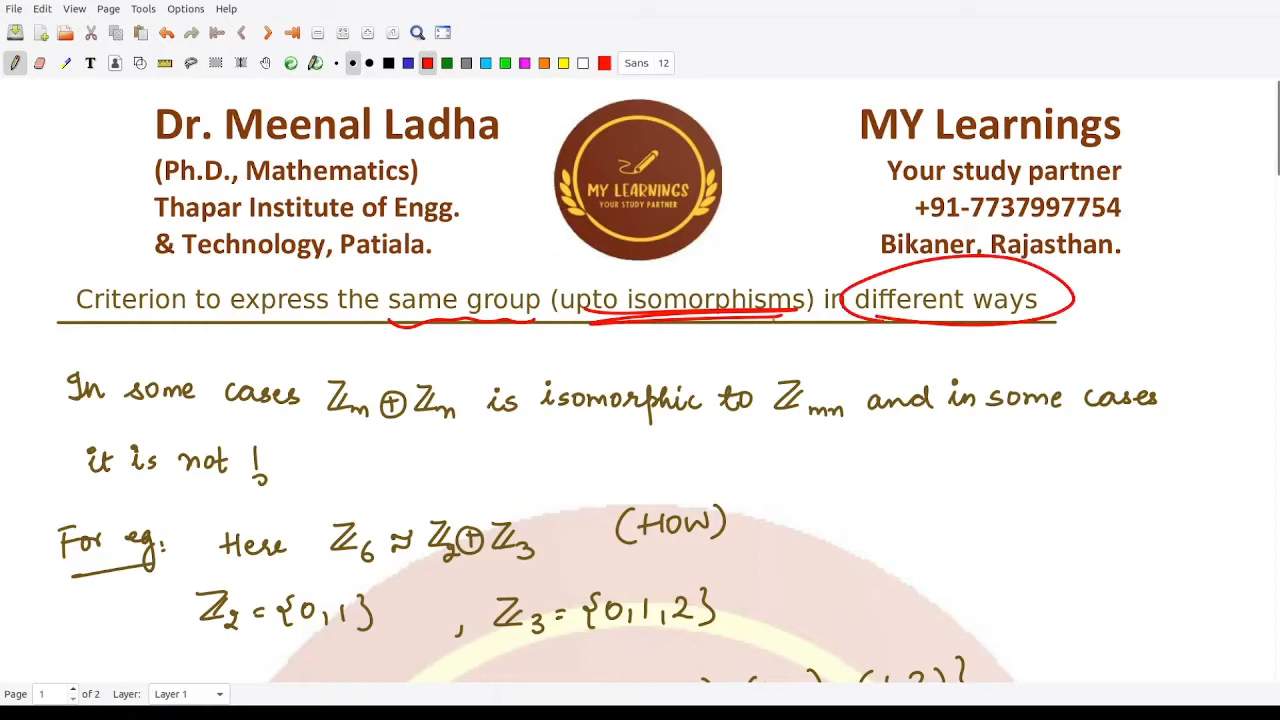 File Edit View Page Tools Options Help
Sans 12
Dr. Meenal Ladha
(Ph.D., Mathematics)
Thapar Institute of Engg.
& Technology, Patiala.
MY LEARNINGS
YOUR STUDY PARTNER
MY Learnings
Your study partner
+91-7737997754
Bikaner, Rajasthan.
Criterion to express the same group (upto isomorphisms) in different ways
In some cases ℤm ⊕ ℤn is isomorphic to ℤmn and in some cases
it is not !
For eg: Here ℤ6 ≈ ℤ2 ⊕ ℤ3 (HOW)
ℤ2 = {0,1} , ℤ3 = {0,1,2}
Page 1 of 2 Layer: Layer 1